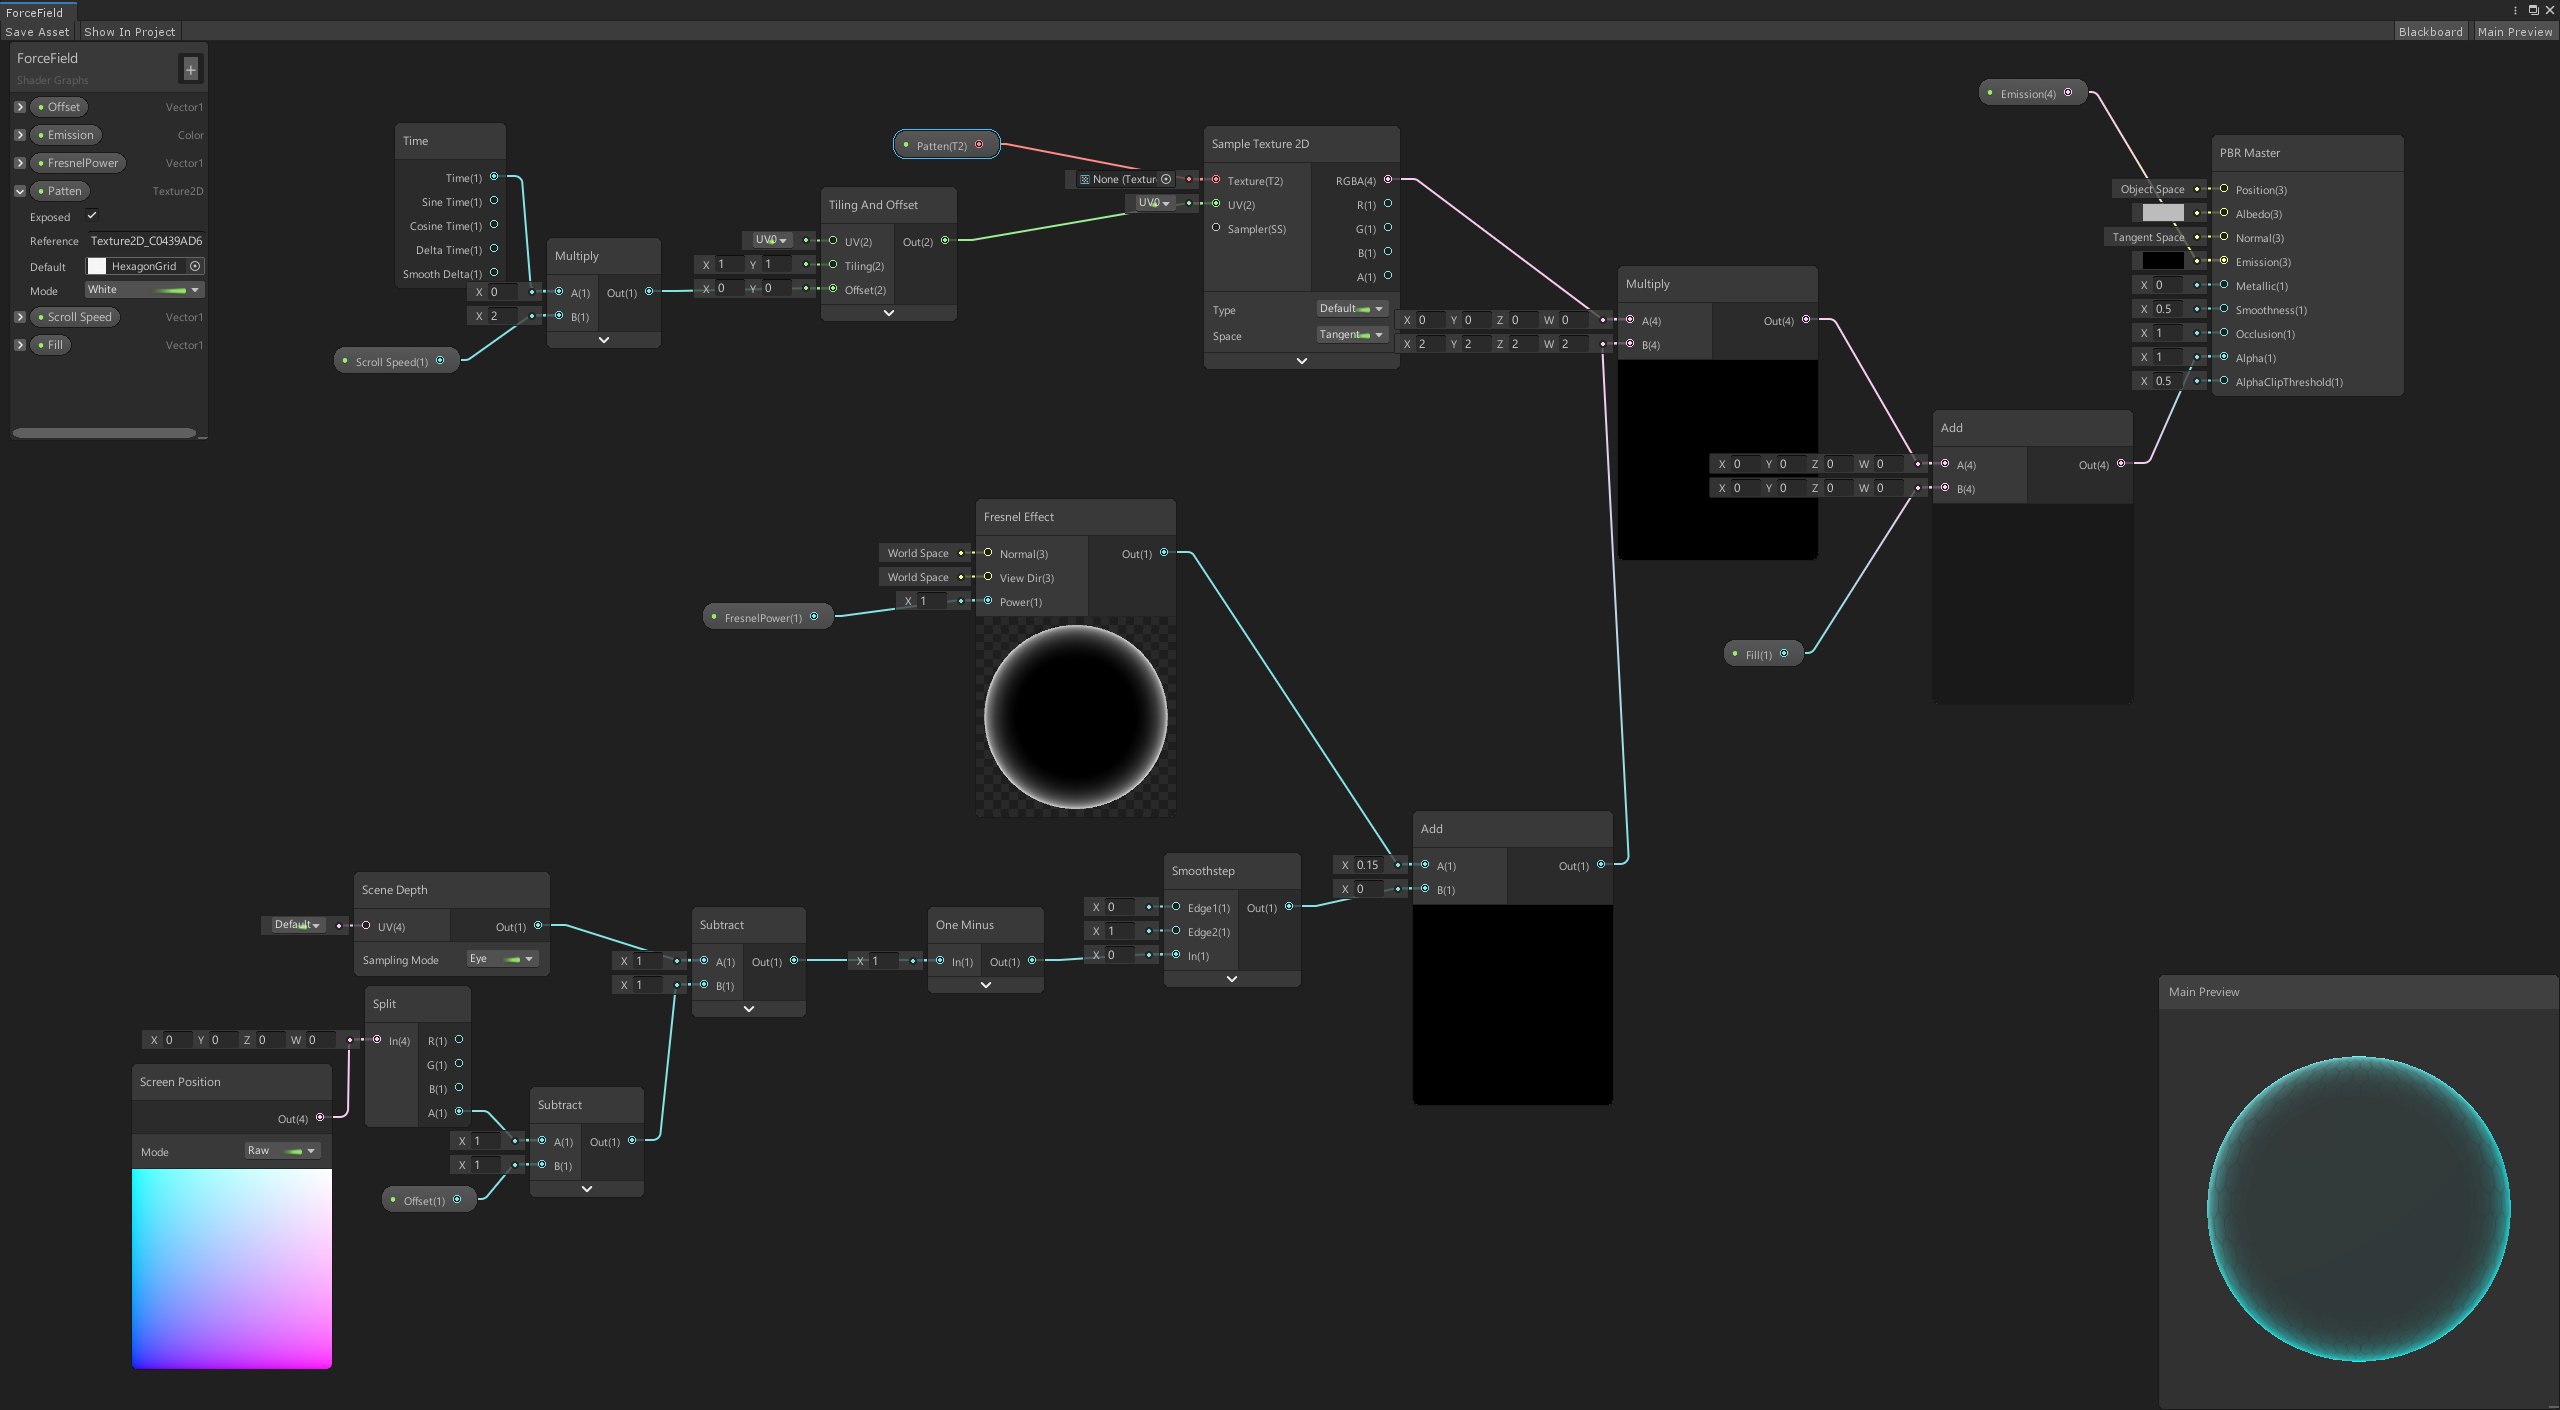 ForceField
Save Asset
Show In Project
Blackboard
Main Preview
ForceField
Shader Graphs
Offset Vector1
Emission Color
FresnelPower Vector1
Patten Texture2D
Exposed
Reference Texture2D_C0439AD6
Default HexagonGrid
Mode White
Scroll Speed Vector1
Fill Vector1
Time
Time(1)
Sine Time(1)
Cosine Time(1)
Delta Time(1)
Smooth Delta(1)
Scroll Speed(1)
Multiply
X 0 A(1) Out(1)
X 2 B(1)
Tiling And Offset
UV0 UV(2) Out(2)
X 1 Y 1 Tiling(2)
X 0 Y 0 Offset(2)
Patten(T2)
Sample Texture 2D
None (Textur Texture(T2) RGBA(4)
UV0 UV(2) R(1)
Sampler(SS) G(1)
B(1)
A(1)
Type Default
Space Tangent
Multiply
X 0 Y 0 Z 0 W 0 A(4) Out(4)
X 2 Y 2 Z 2 W 2 B(4)
Emission(4)
PBR Master
Object Space Position(3)
Albedo(3)
Tangent Space Normal(3)
Emission(3)
X 0 Metallic(1)
X 0.5 Smoothness(1)
X 1 Occlusion(1)
X 1 Alpha(1)
X 0.5 AlphaClipThreshold(1)
Add
X 0 Y 0 Z 0 W 0 A(4) Out(4)
X 0 Y 0 Z 0 W 0 B(4)
Fill(1)
Fresnel Effect
World Space Normal(3) Out(1)
World Space View Dir(3)
X 1 Power(1)
FresnelPower(1)
Add
X 0.15 A(1) Out(1)
X 0 B(1)
Smoothstep
X 0 Edge1(1) Out(1)
X 1 Edge2(1)
X 0 In(1)
Scene Depth
Default UV(4) Out(1)
Sampling Mode Eye
Subtract
X 1 A(1) Out(1)
X 1 B(1)
One Minus
X 1 In(1) Out(1)
Split
X 0 Y 0 Z 0 W 0 In(4) R(1)
G(1)
B(1)
A(1)
Screen Position
Out(4)
Mode Raw
Subtract
X 1 A(1) Out(1)
X 1 B(1)
Offset(1)
Main Preview